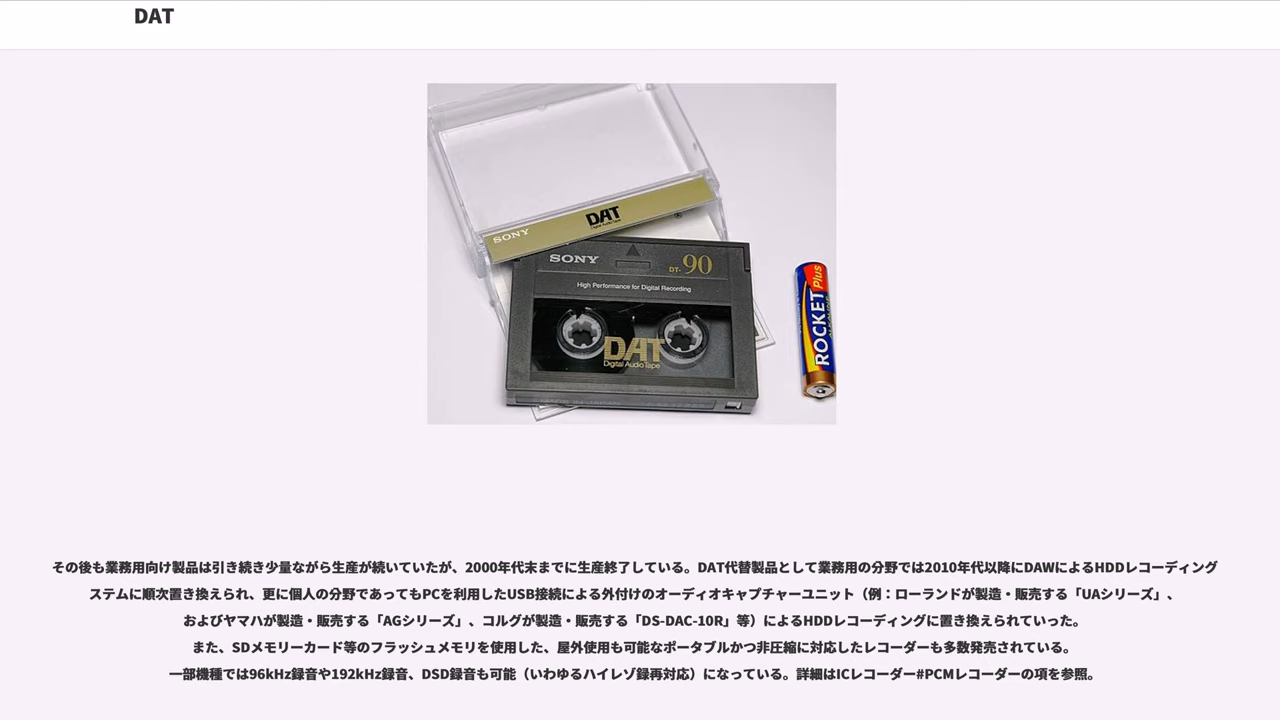 DAT
SONY
DAT
Digital Audio Tape
SONY
DT-90
High Performance for Digital Recording
DAT
Digital Audio Tape
ROCKET
Plus
その後も業務用向け製品は引き続き少量ながら生産が続いていたが、2000年代末までに生産終了している。DAT代替製品として業務用の分野では2010年代以降にDAWによるHDDレコーディング
ステムに順次置き換えられ、更に個人の分野であってもPCを利用したUSB接続による外付けのオーディオキャプチャーユニット（例：ローランドが製造・販売する「UAシリーズ」、
およびヤマハが製造・販売する「AGシリーズ」、コルグが製造・販売する「DS-DAC-10R」等）によるHDDレコーディングに置き換えられていった。
また、SDメモリーカード等のフラッシュメモリを使用した、屋外使用も可能なポータブルかつ非圧縮に対応したレコーダーも多数発売されている。
一部機種では96kHz録音や192kHz録音、DSD録音も可能（いわゆるハイレゾ録再対応）になっている。詳細はICレコーダー#PCMレコーダーの項を参照。